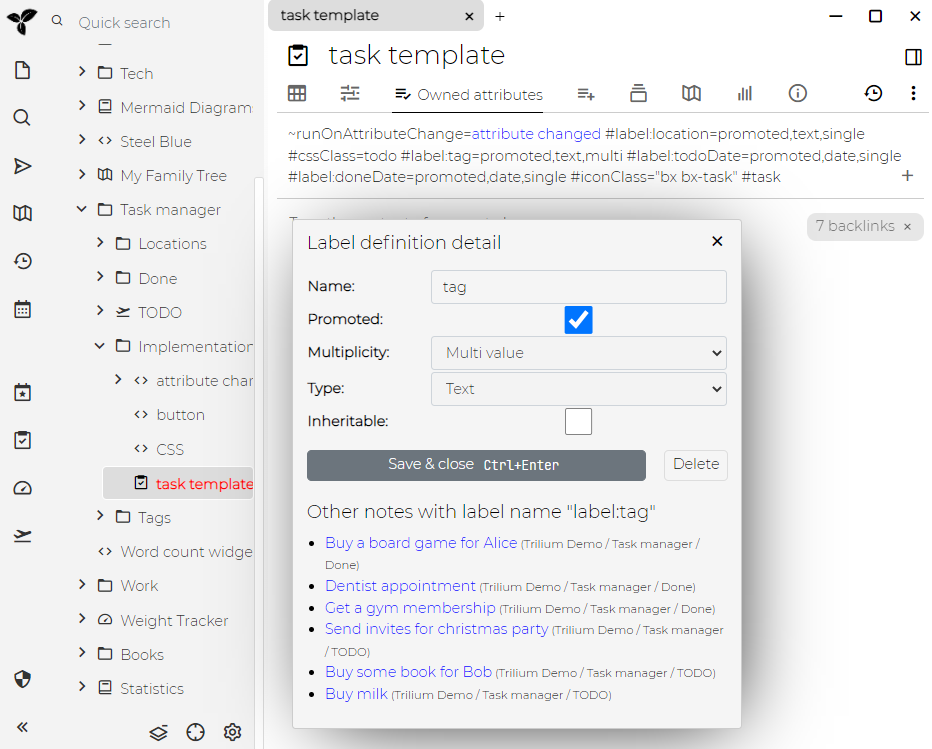 Quick search
Tech
Mermaid Diagram
Steel Blue
My Family Tree
Task manager
Locations
Done
TODO
Implementation
attribute char
button
CSS
task template
Tags
Word count widge
Work
Weight Tracker
Books
Statistics
task template
task template
Owned attributes
~runOnAttributeChange=attribute changed #label:location=promoted,text,single
#cssClass=todo #label:tag=promoted,text,multi #label:todoDate=promoted,date,single
#label:doneDate=promoted,date,single #iconClass="bx bx-task" #task
7 backlinks ×
Label definition detail
Name: tag
Promoted:
Multiplicity: Multi value
Type: Text
Inheritable:
Save & close Ctrl+Enter Delete
Other notes with label name "label:tag"
Buy a board game for Alice (Trilium Demo / Task manager /
Done)
Dentist appointment (Trilium Demo / Task manager / Done)
Get a gym membership (Trilium Demo / Task manager / Done)
Send invites for christmas party (Trilium Demo / Task manager
/ TODO)
Buy some book for Bob (Trilium Demo / Task manager / TODO)
Buy milk (Trilium Demo / Task manager / TODO)